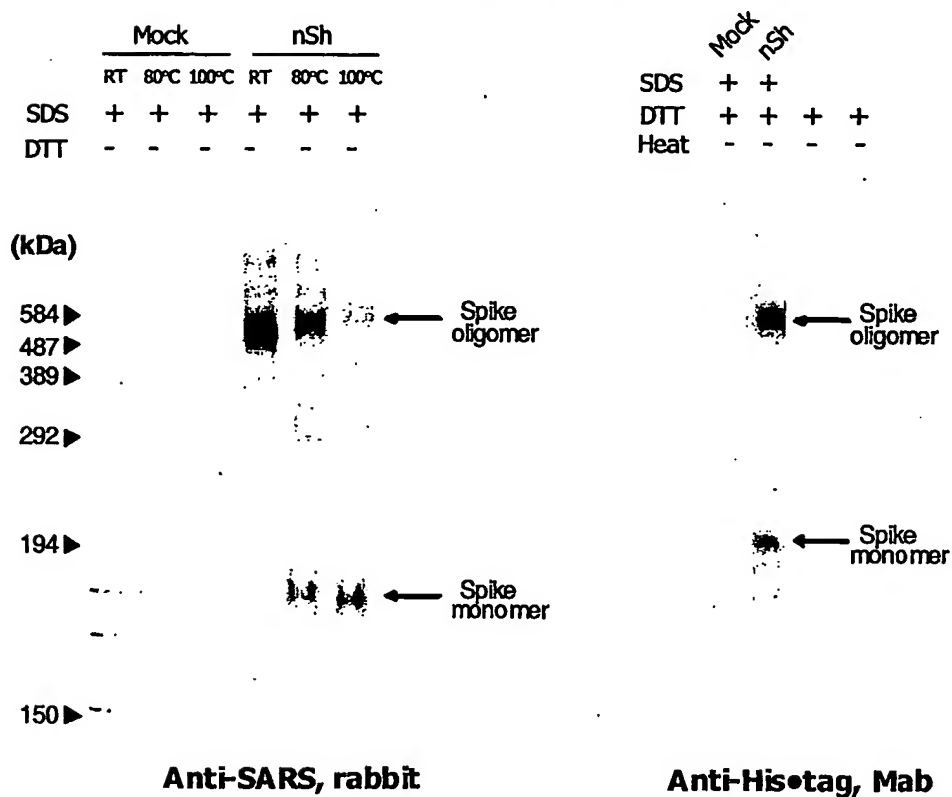 Mock nSh
RT 80°C 100°C RT 80°C 100°C
SDS + + + + + +
DTT - - - - - -
(kDa)
584
487
389
292
194
150
Spike
oligomer
Spike
monomer
Anti-SARS, rabbit
Mock nSh
SDS + +
DTT + + + +
Heat - - - -
Spike
oligomer
Spike
monomer
Anti-His•tag, Mab